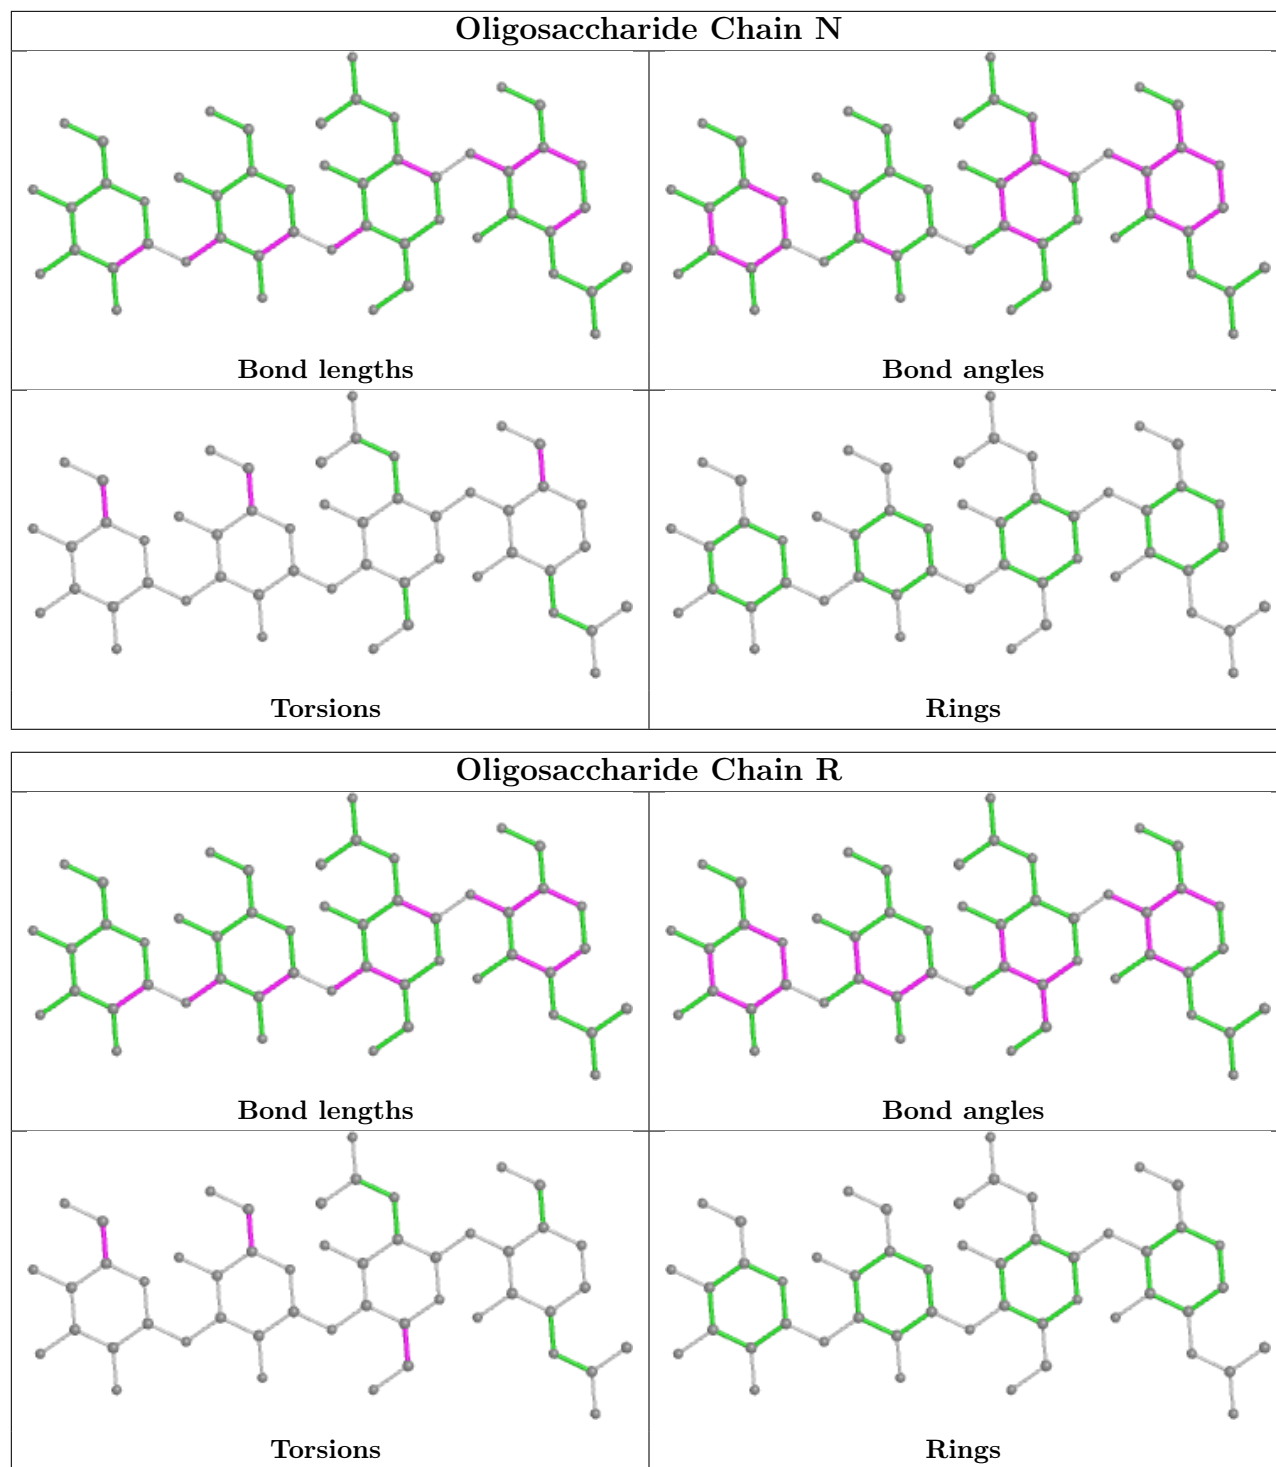 Oligosaccharide Chain N
Bond lengths
Bond angles
Torsions
Rings
Oligosaccharide Chain R
Bond lengths
Bond angles
Torsions
Rings